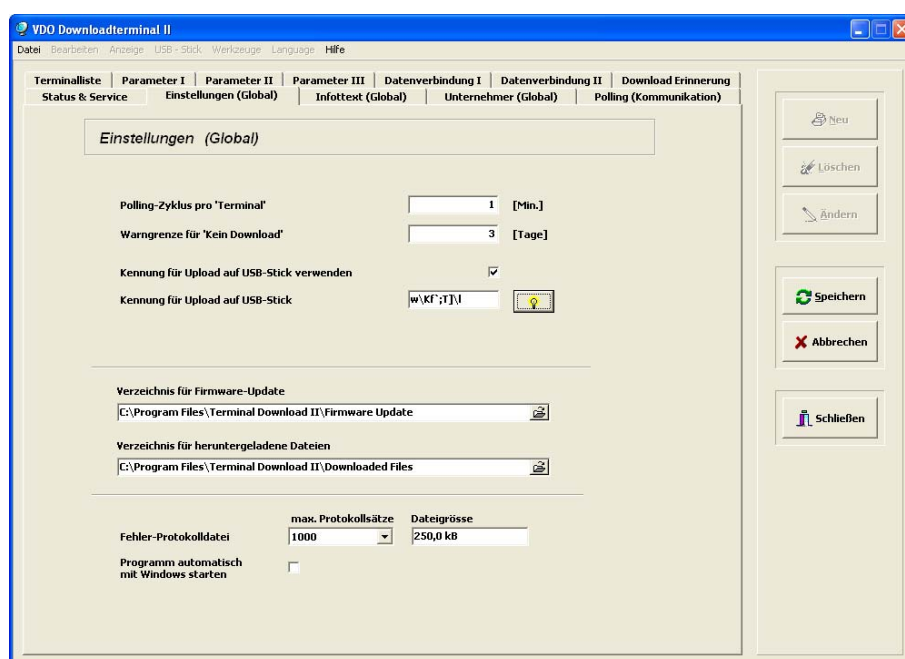 VDO Downloadterminal II
Datei Bearbeiten Anzeige USB - Stick Werkzeuge Language Hilfe
Terminalliste Parameter I Parameter II Parameter III Datenverbindung I Datenverbindung II Download Erinnerung
Status & Service Einstellungen (Global) Infottext (Global) Unternehmer (Global) Polling (Kommunikation)
Einstellungen (Global)
Neu
Löschen
Ändern
Polling-Zyklus pro 'Terminal' 1 [Min.]
Warngrenze für 'Kein Download' 3 [Tage]
Kennung für Upload auf USB-Stick verwenden
Kennung für Upload auf USB-Stick w\Kf`;T]\l
Speichern
Abbrechen
Verzeichnis für Firmware-Update
C:\Program Files\Terminal Download II\Firmware Update
Schließen
Verzeichnis für heruntergeladene Dateien
C:\Program Files\Terminal Download II\Downloaded Files
max. Protokollsätze Dateigrösse
Fehler-Protokolldatei 1000 250,0 kB
Programm automatisch
mit Windows starten